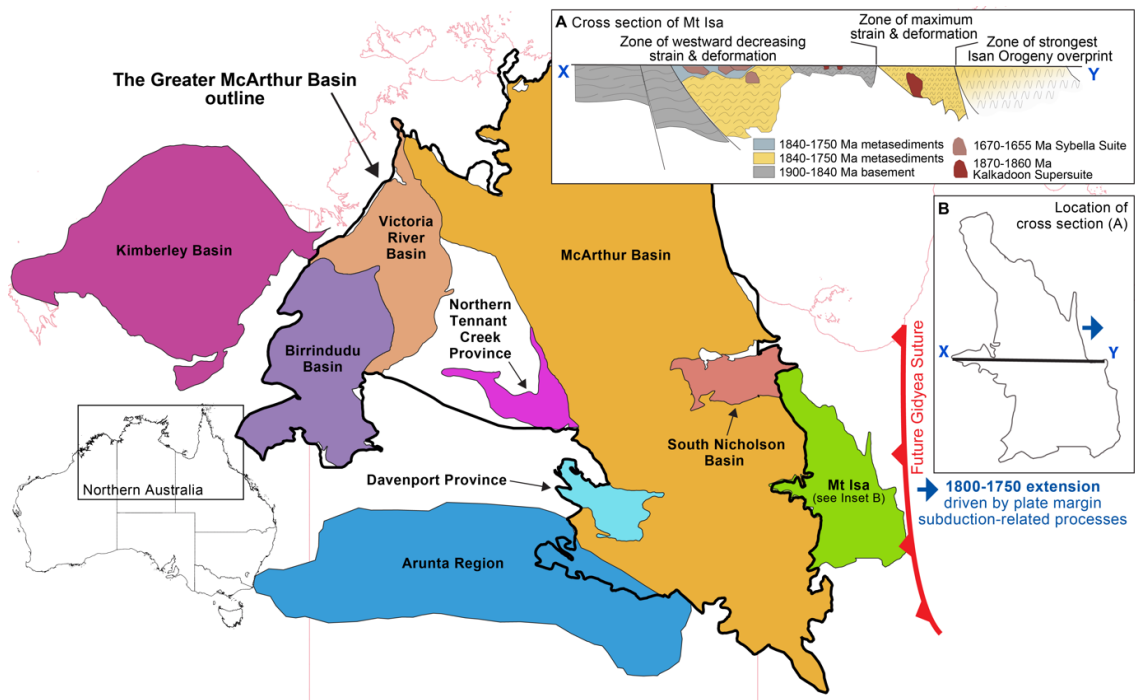 A Cross section of Mt Isa
Zone of westward decreasing
strain & deformation
Zone of maximum
strain & deformation
Zone of strongest
Isan Orogeny overprint
X
Y
1840-1750 Ma metasediments
1840-1750 Ma metasediments
1900-1840 Ma basement
1670-1655 Ma Sybella Suite
1870-1860 Ma
Kalkadoon Supersuite
The Greater McArthur Basin
outline
B
Location of
cross section (A)
X
Y
Kimberley Basin
Victoria
River
Basin
McArthur Basin
Northern
Tennant
Creek
Province
Birrindudu
Basin
South Nicholson
Basin
Future Gidyea Suture
Northern Australia
Davenport Province
Mt Isa
(see Inset B)
1800-1750 extension
driven by plate margin
subduction-related processes
Arunta Region